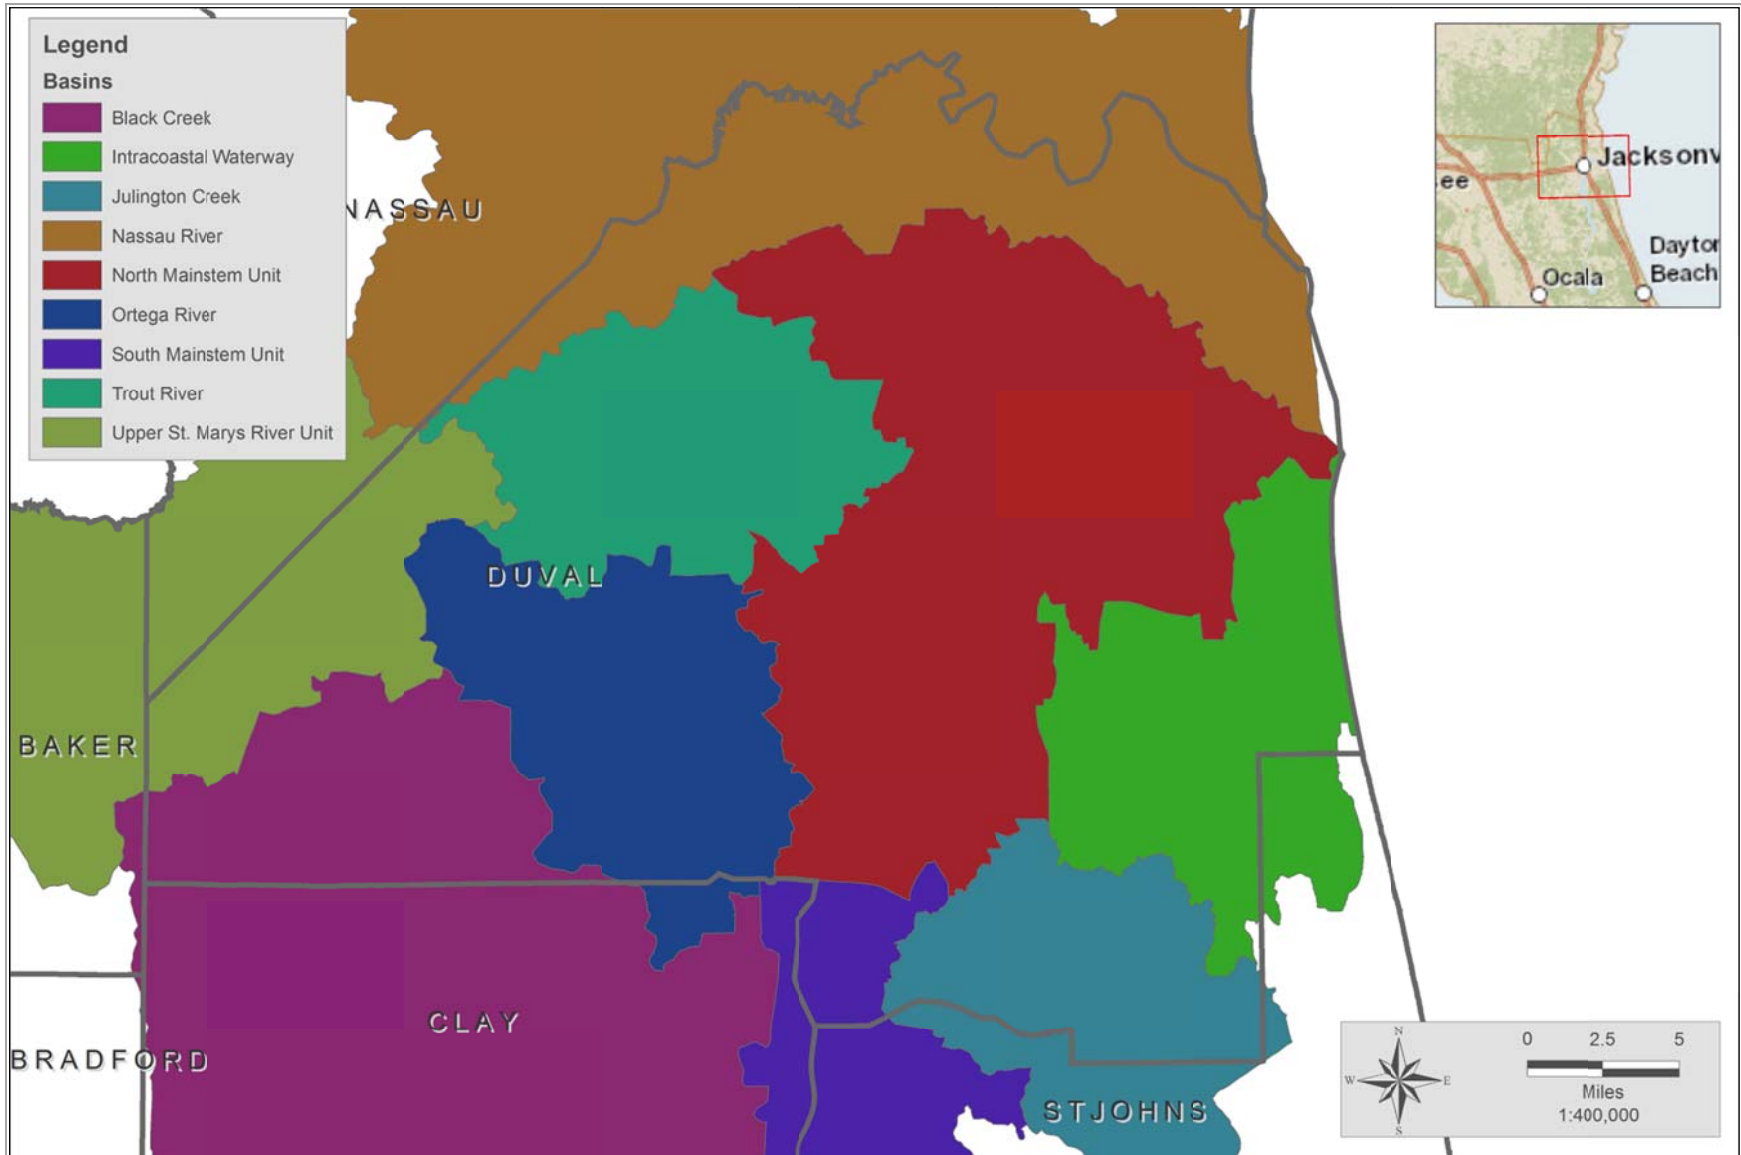 Legend
Basins
Black Creek
Intracoastal Waterway
Julington Creek
Nassau River
North Mainstem Unit
Ortega River
South Mainstem Unit
Trout River
Upper St. Marys River Unit
NASSAU
DUVAL
BAKER
CLAY
BRADFORD
STJOHNS
Jacksonv
ee
Dayton
Beach
Ocala
N
W E
S
0 2.5 5
Miles
1:400,000